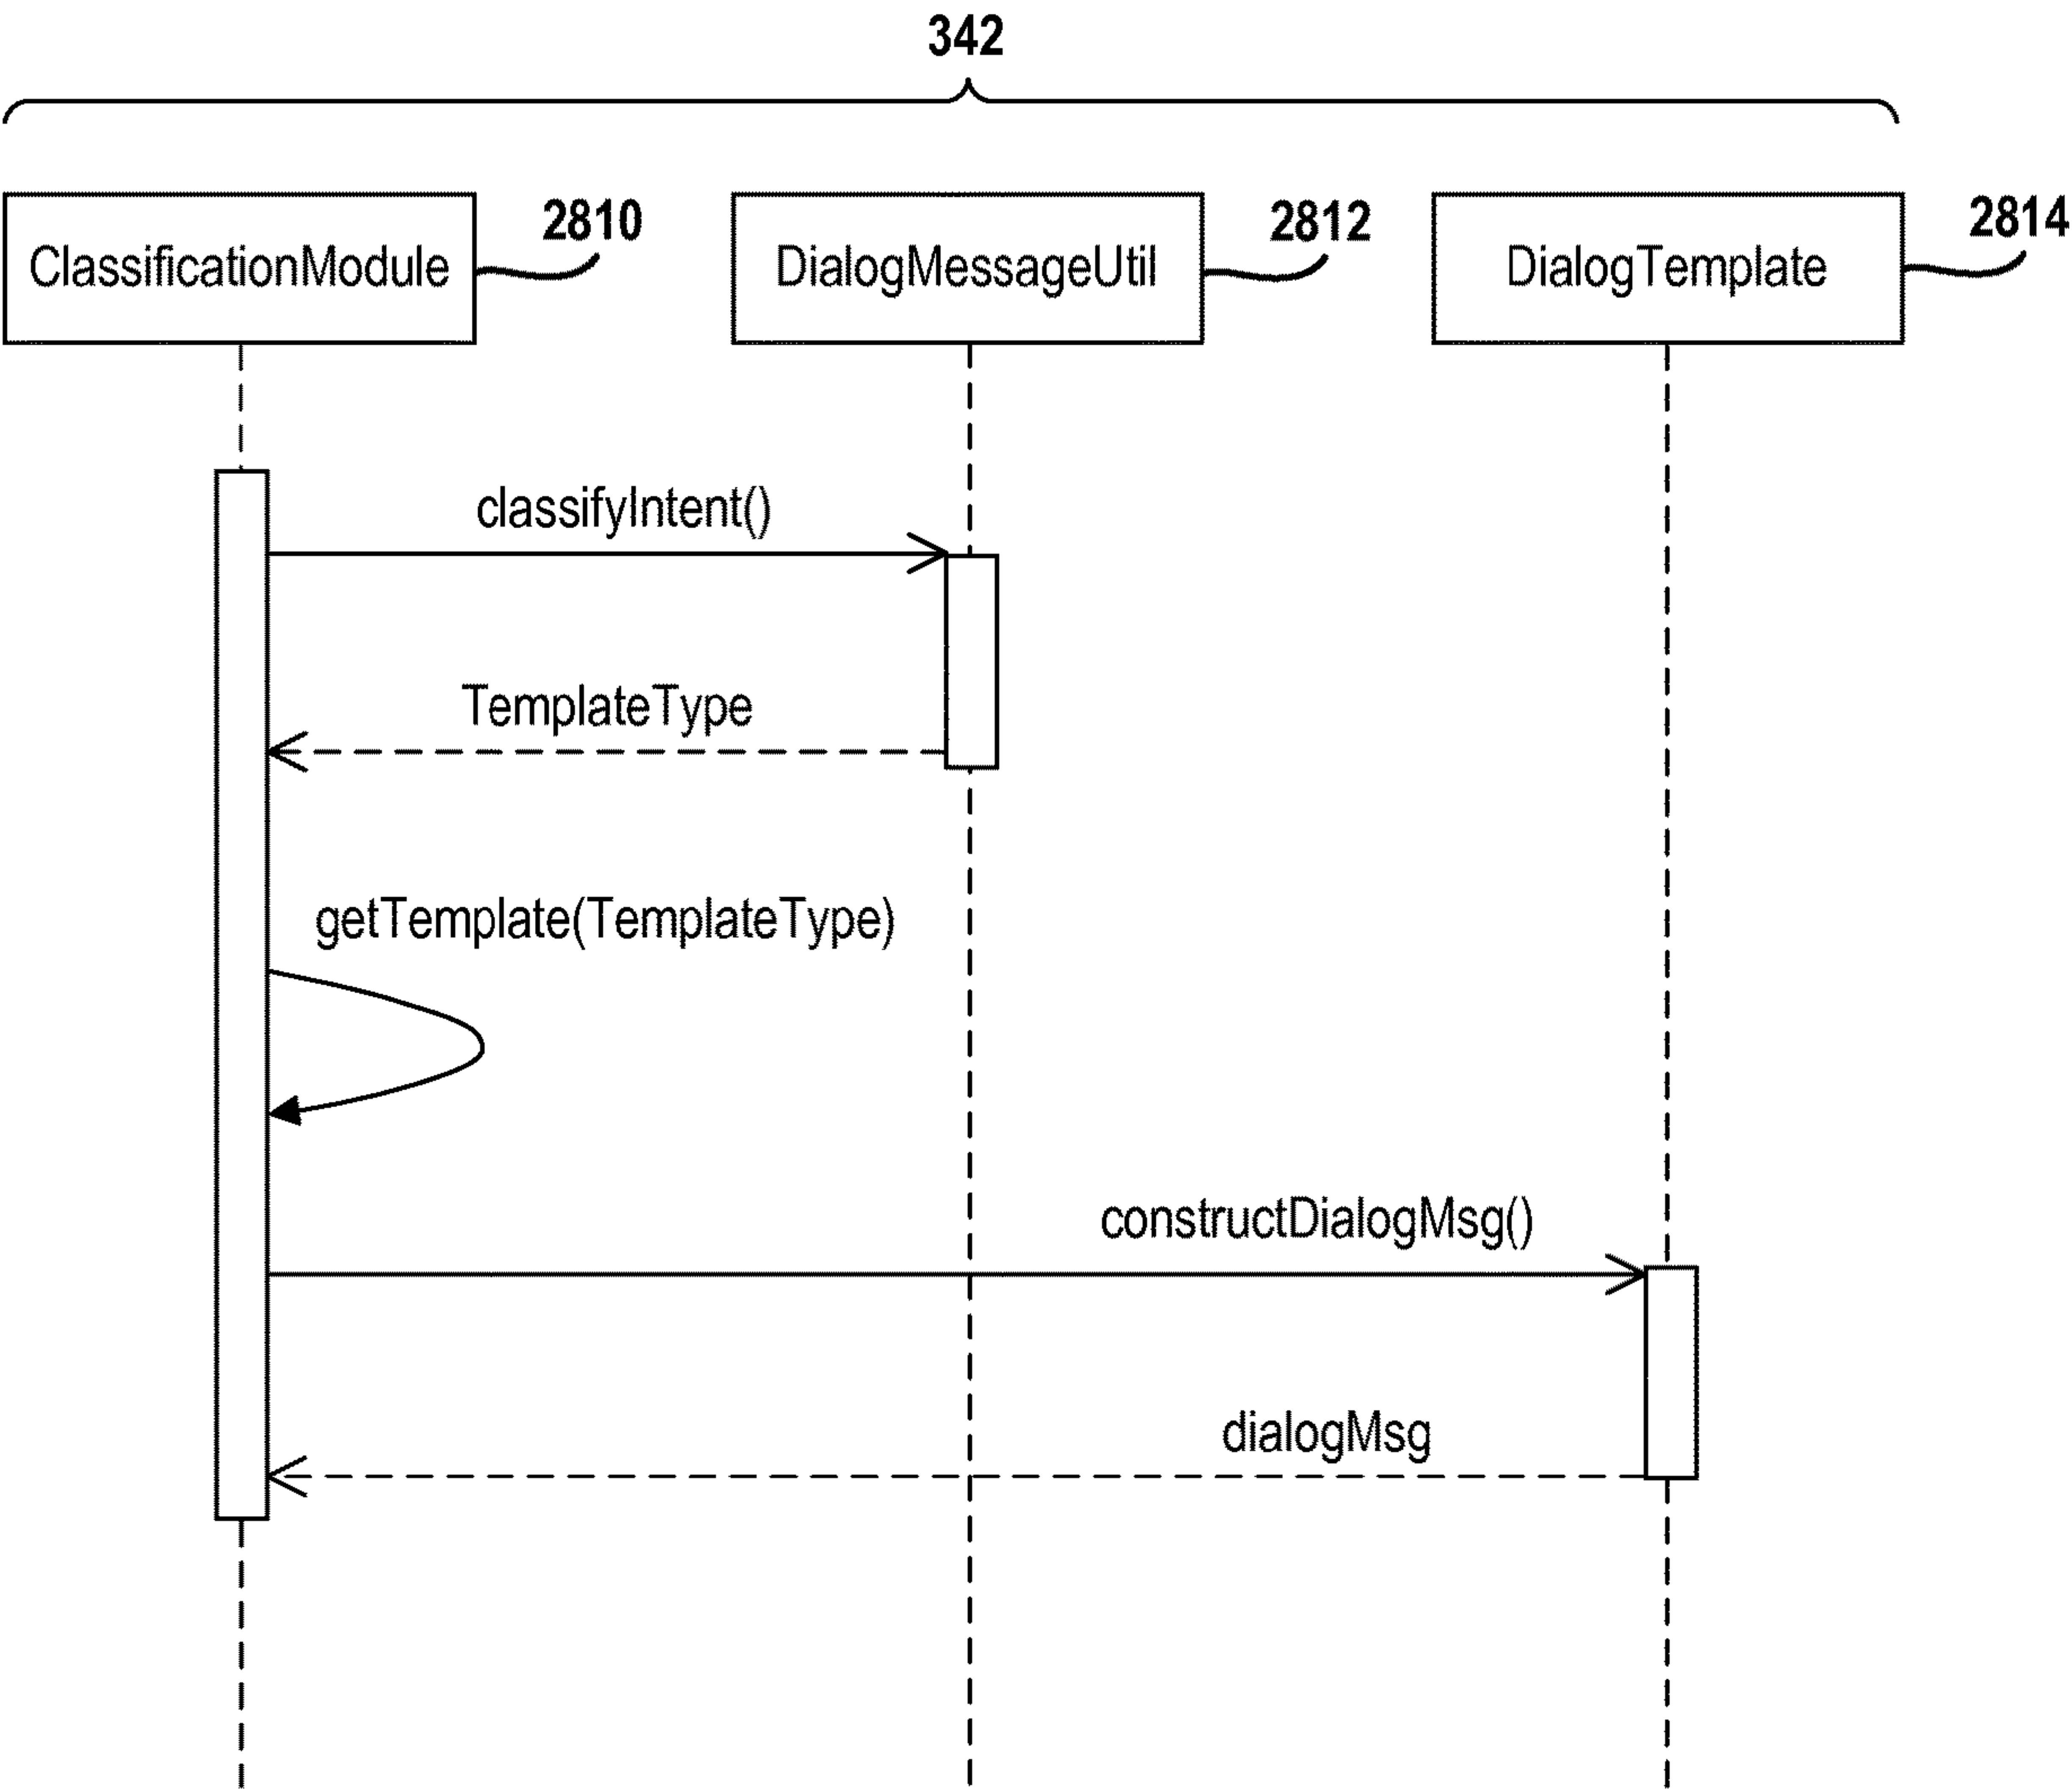 342
2810
2812
2814
ClassificationModule
DialogMessageUtil
DialogTemplate
classifyIntent()
TemplateType
getTemplate(TemplateType)
constructDialogMsg()
dialogMsg